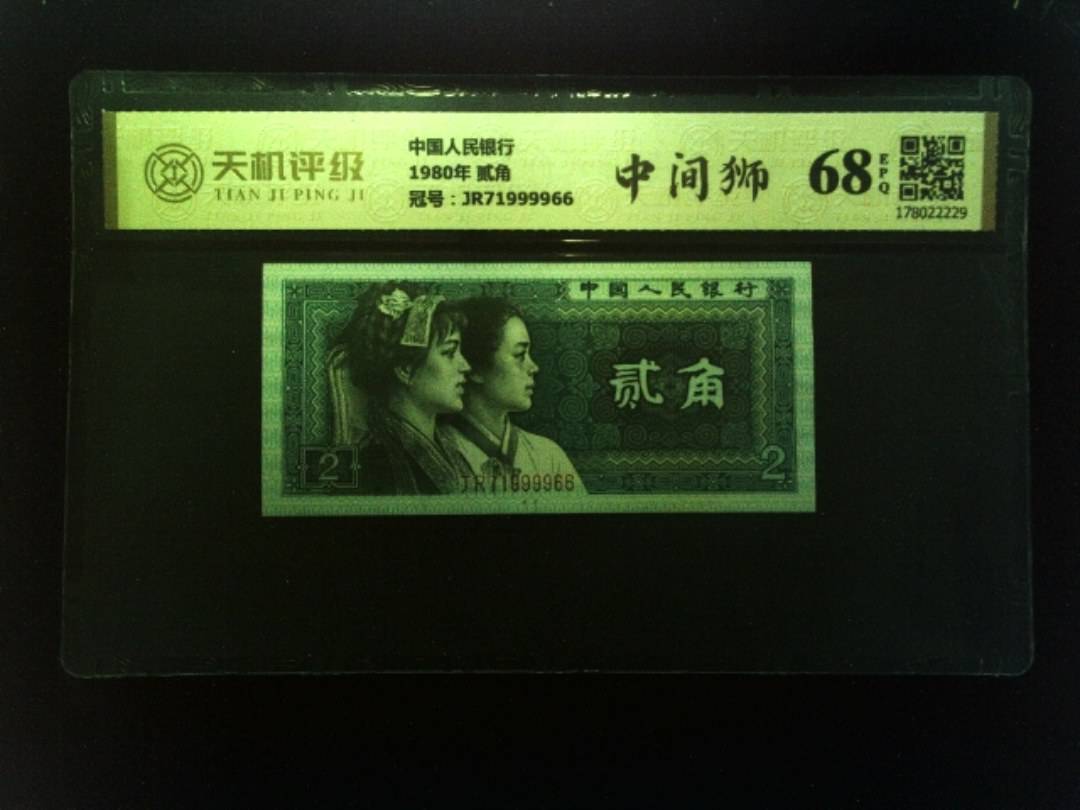 天机评级
TIAN JI PING JI
中国人民银行
1980年 贰角
冠号：JR71999966
中间狮
68
EPQ
178022229
中国人民银行
贰角
2
JR71999966
2